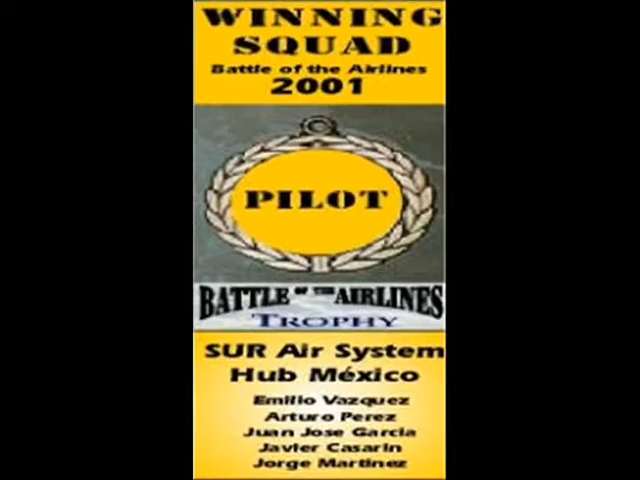 WINNING
SQUAD
Battle of the Airlines
2001
PILOT
BATTLE OF THE AIRLINES
TROPHY
SUR Air System
Hub México
Emilio Vazquez
Arturo Perez
Juan Jose Garcia
Javier Casarin
Jorge Martinez